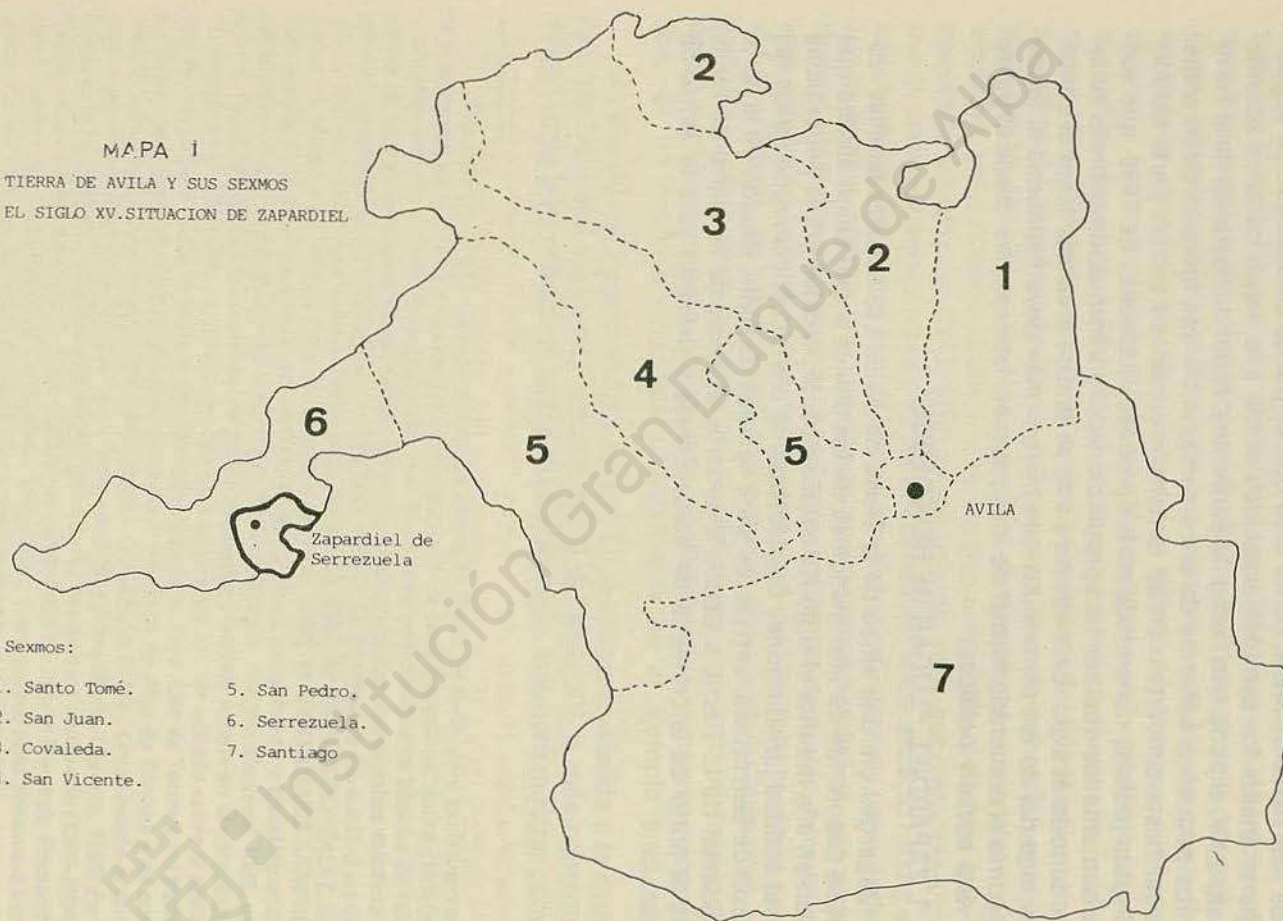 MAPA I
TIERRA DE AVILA Y SUS SEXMOS
EL SIGLO XV.SITUACION DE ZAPARDIEL
2
3
2
1
4
6
5
5
AVILA
Zapardiel de
Serrezuela
7
Sexmos:
. Santo Tomé.
. San Juan.
. Covaleda.
. San Vicente.
5. San Pedro.
6. Serrezuela.
7. Santiago
Institución Gran Duque de Alba